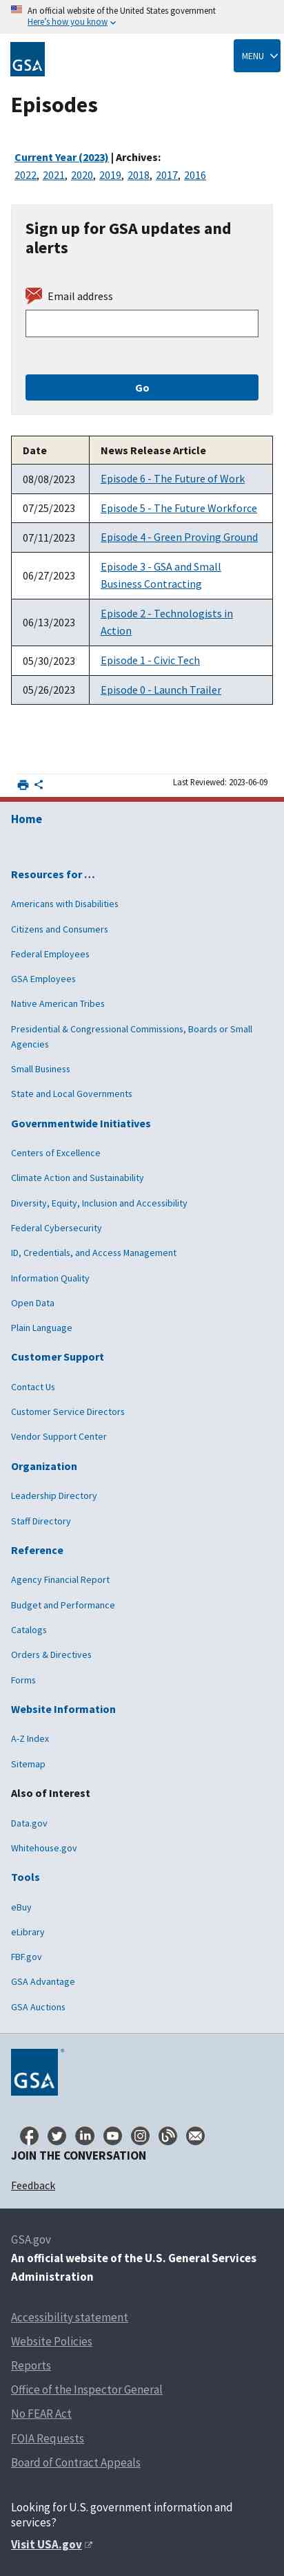 An official website of the United States government
Here's how you know
GSA
MENU
Episodes
Current Year (2023) | Archives:
2022, 2021, 2020, 2019, 2018, 2017, 2016
Sign up for GSA updates and
alerts
Email address
Go
Date News Release Article
08/08/2023 Episode 6 - The Future of Work
07/25/2023 Episode 5 - The Future Workforce
07/11/2023 Episode 4 - Green Proving Ground
06/27/2023 Episode 3 - GSA and Small
Business Contracting
06/13/2023 Episode 2 - Technologists in
Action
05/30/2023 Episode 1 - Civic Tech
05/26/2023 Episode 0 - Launch Trailer
Last Reviewed: 2023-06-09
Home
Resources for …
Americans with Disabilities
Citizens and Consumers
Federal Employees
GSA Employees
Native American Tribes
Presidential & Congressional Commissions, Boards or Small
Agencies
Small Business
State and Local Governments
Governmentwide Initiatives
Centers of Excellence
Climate Action and Sustainability
Diversity, Equity, Inclusion and Accessibility
Federal Cybersecurity
ID, Credentials, and Access Management
Information Quality
Open Data
Plain Language
Customer Support
Contact Us
Customer Service Directors
Vendor Support Center
Organization
Leadership Directory
Staff Directory
Reference
Agency Financial Report
Budget and Performance
Catalogs
Orders & Directives
Forms
Website Information
A-Z Index
Sitemap
Also of Interest
Data.gov
Whitehouse.gov
Tools
eBuy
eLibrary
FBF.gov
GSA Advantage
GSA Auctions
GSA ®
JOIN THE CONVERSATION
Feedback
GSA.gov
An official website of the U.S. General Services
Administration
Accessibility statement
Website Policies
Reports
Office of the Inspector General
No FEAR Act
FOIA Requests
Board of Contract Appeals
Looking for U.S. government information and
services?
Visit USA.gov